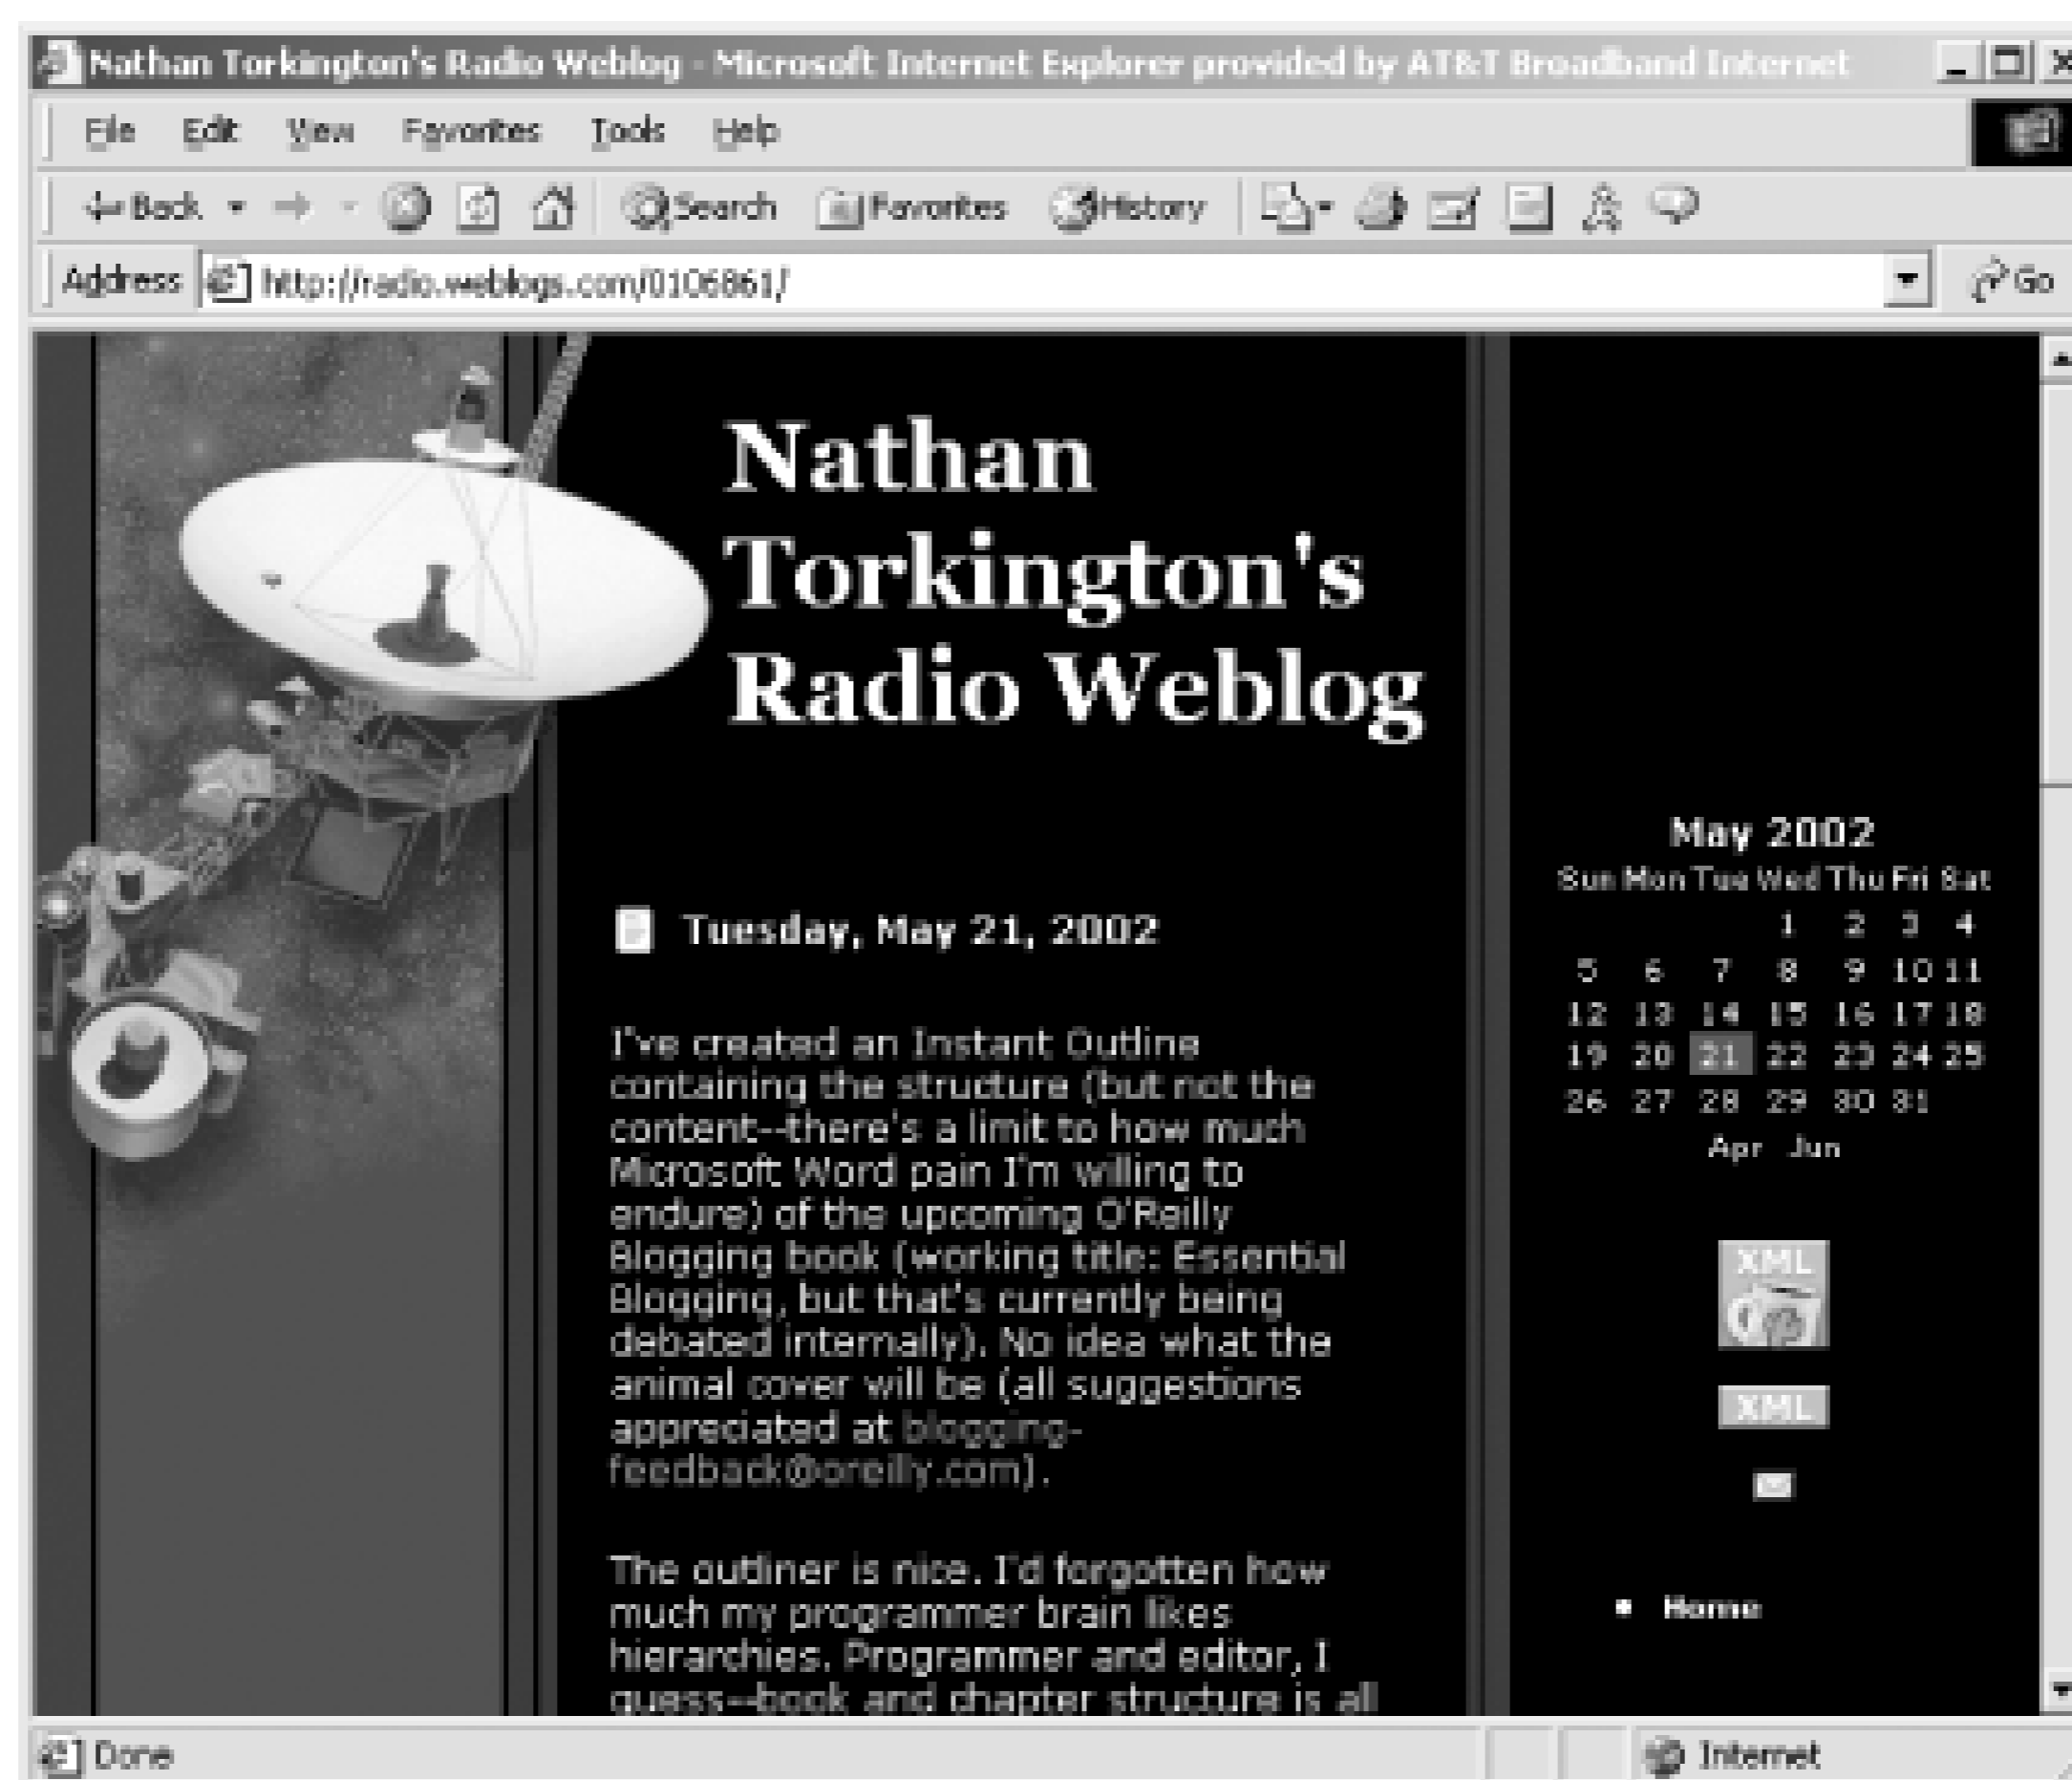 Nathan Torkington's Radio Weblog - Microsoft Internet Explorer provided by AT&T Broadband Internet
File Edit View Favorites Tools Help
Back Search Favorites History
Address http://radio.weblogs.com/0106861/ Go
Nathan
Torkington's
Radio Weblog
Tuesday, May 21, 2002
I've created an Instant Outline
containing the structure (but not the
content--there's a limit to how much
Microsoft Word pain I'm willing to
endure) of the upcoming O'Reilly
Blogging book (working title: Essential
Blogging, but that's currently being
debated internally). No idea what the
animal cover will be (all suggestions
appreciated at blogging-
feedback@oreilly.com).
The outliner is nice. I'd forgotten how
much my programmer brain likes
hierarchies. Programmer and editor, I
guess--book and chapter structure is all
May 2002
Sun Mon Tue Wed Thu Fri Sat
1 2 3 4
5 6 7 8 9 10 11
12 13 14 15 16 17 18
19 20 21 22 23 24 25
26 27 28 29 30 31
Apr Jun
XML
XML
Home
Done Internet